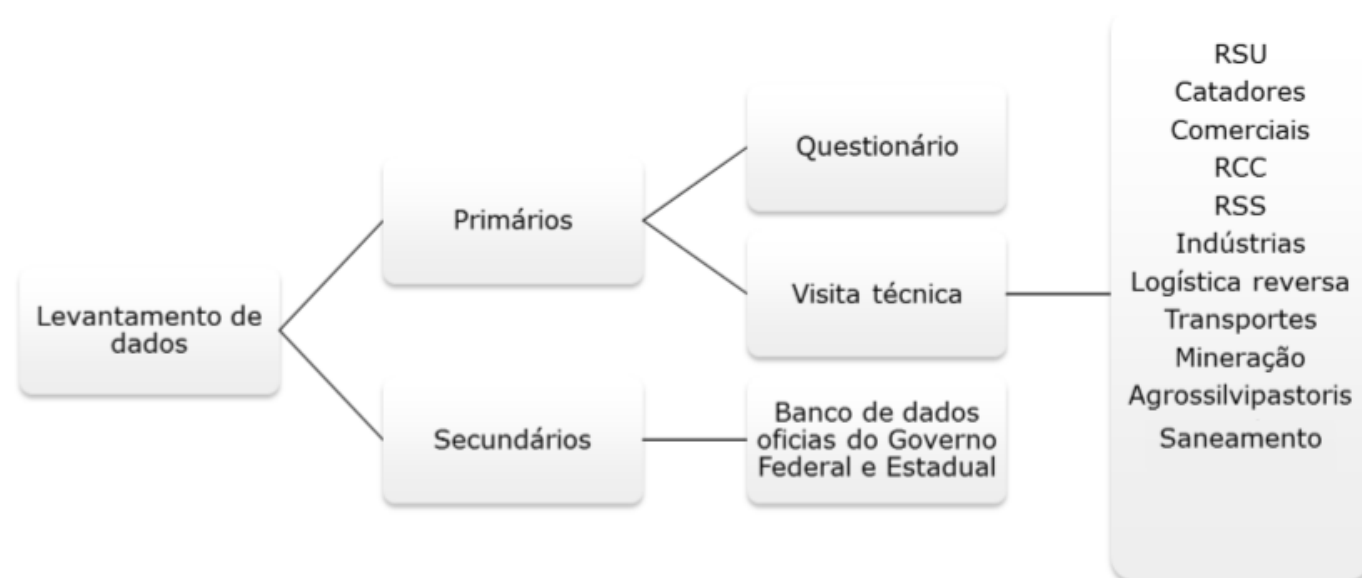 Levantamento de
dados
Primários
Secundários
Questionário
Visita técnica
Banco de dados
oficias do Governo
Federal e Estadual
RSU
Catadores
Comerciais
RCC
RSS
Indústrias
Logística reversa
Transportes
Mineração
Agrossilvipastoris
Saneamento